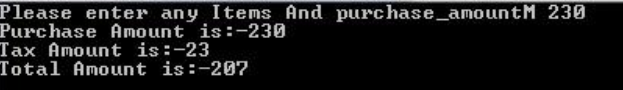 Please enter any Items And purchase_amountM 230
Purchase Amount is:-230
Tax Amount is:-23
Total Amount is:-207